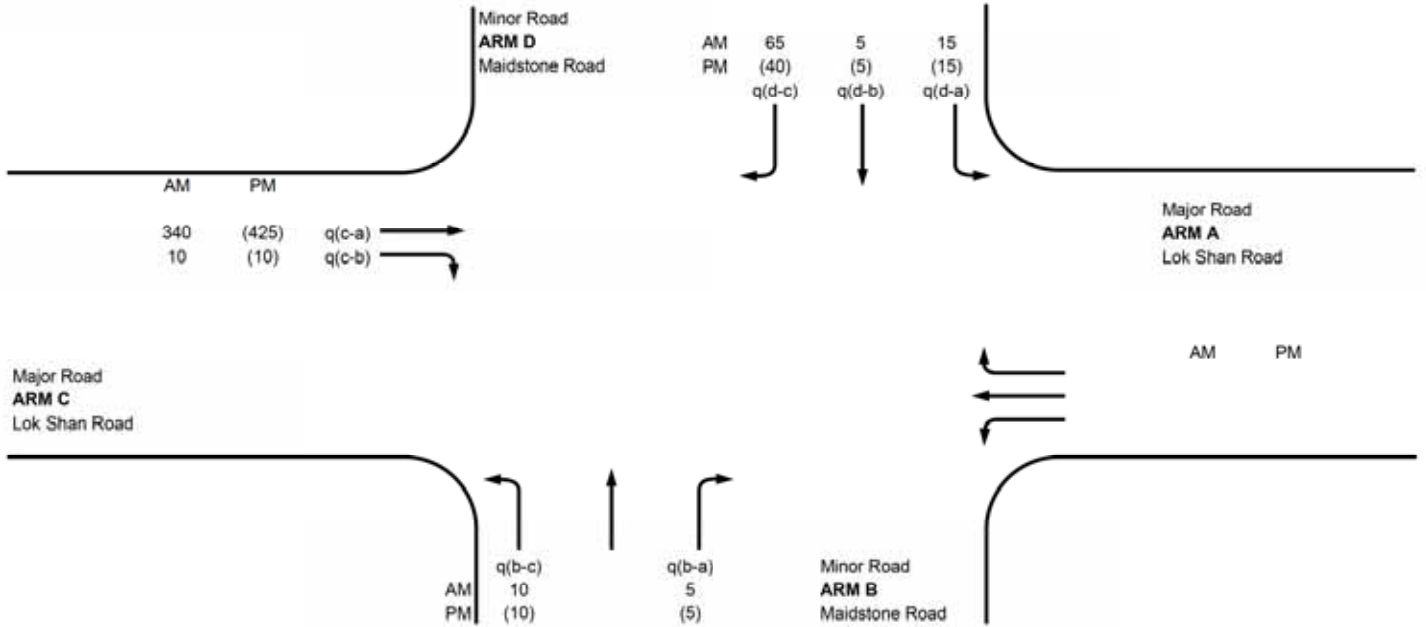 Minor Road
ARM D
Maidstone Road
AM 65 5 15
PM (40) (5) (15)
q(d-c) q(d-b) q(d-a)
AM PM
340 (425) q(c-a)
10 (10) q(c-b)
Major Road
ARM A
Lok Shan Road
AM PM
Major Road
ARM C
Lok Shan Road
q(b-c) q(b-a)
AM 10 5
PM (10) (5)
Minor Road
ARM B
Maidstone Road